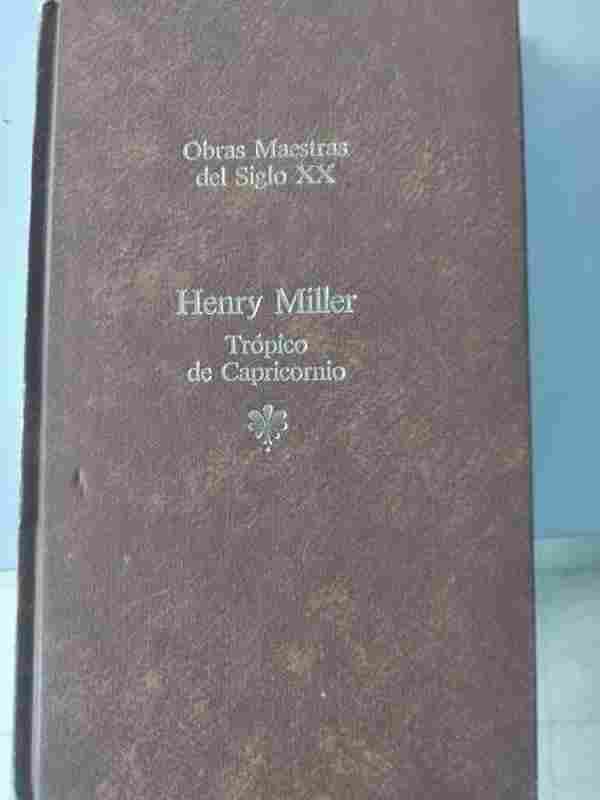 Obras Maestras
del Siglo XX
Henry Miller
Trópico
de Capricornio